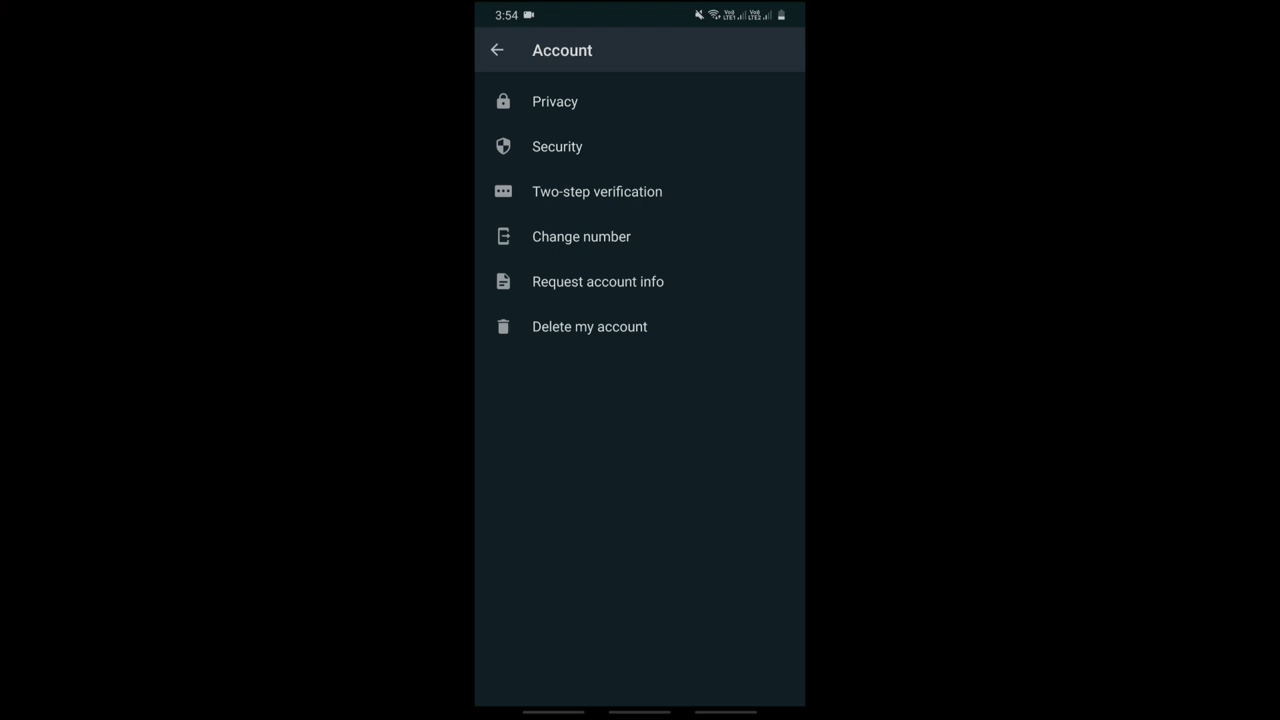 3:54
Account
Privacy
Security
Two-step verification
Change number
Request account info
Delete my account